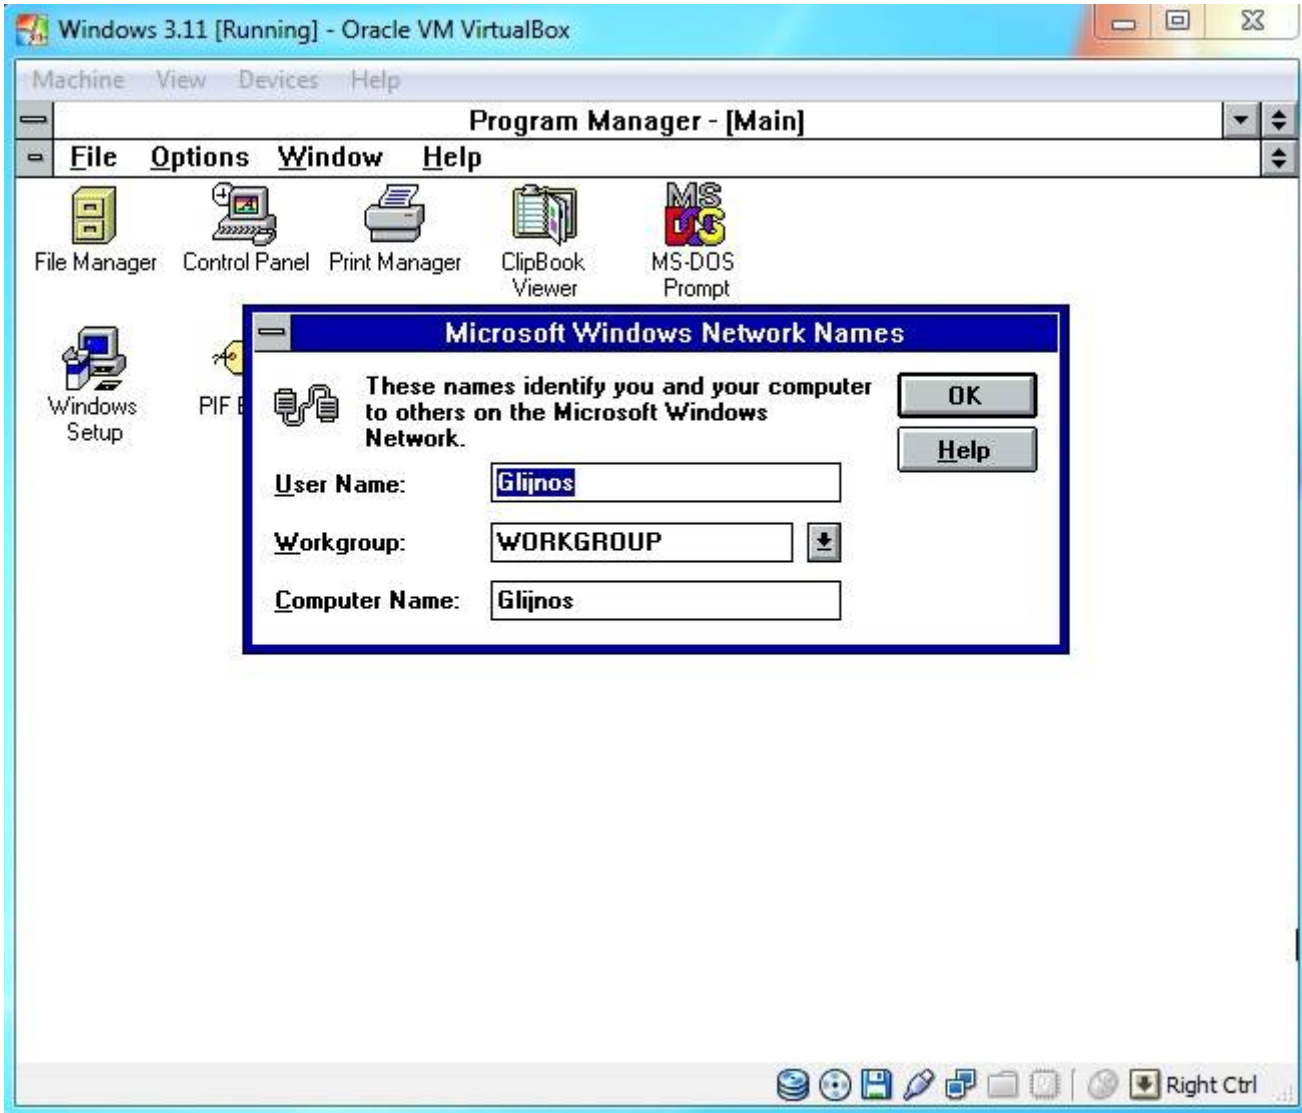 Windows 3.11 [Running] - Oracle VM VirtualBox
Machine View Devices Help
Program Manager - [Main]
File Options Window Help
MS
DOS
File Manager Control Panel Print Manager ClipBook Viewer MS-DOS Prompt
Microsoft Windows Network Names
These names identify you and your computer
to others on the Microsoft Windows
Network.
OK
Help
Windows Setup
PIF
User Name: Glijnos
Workgroup: WORKGROUP
Computer Name: Glijnos
Right Ctrl